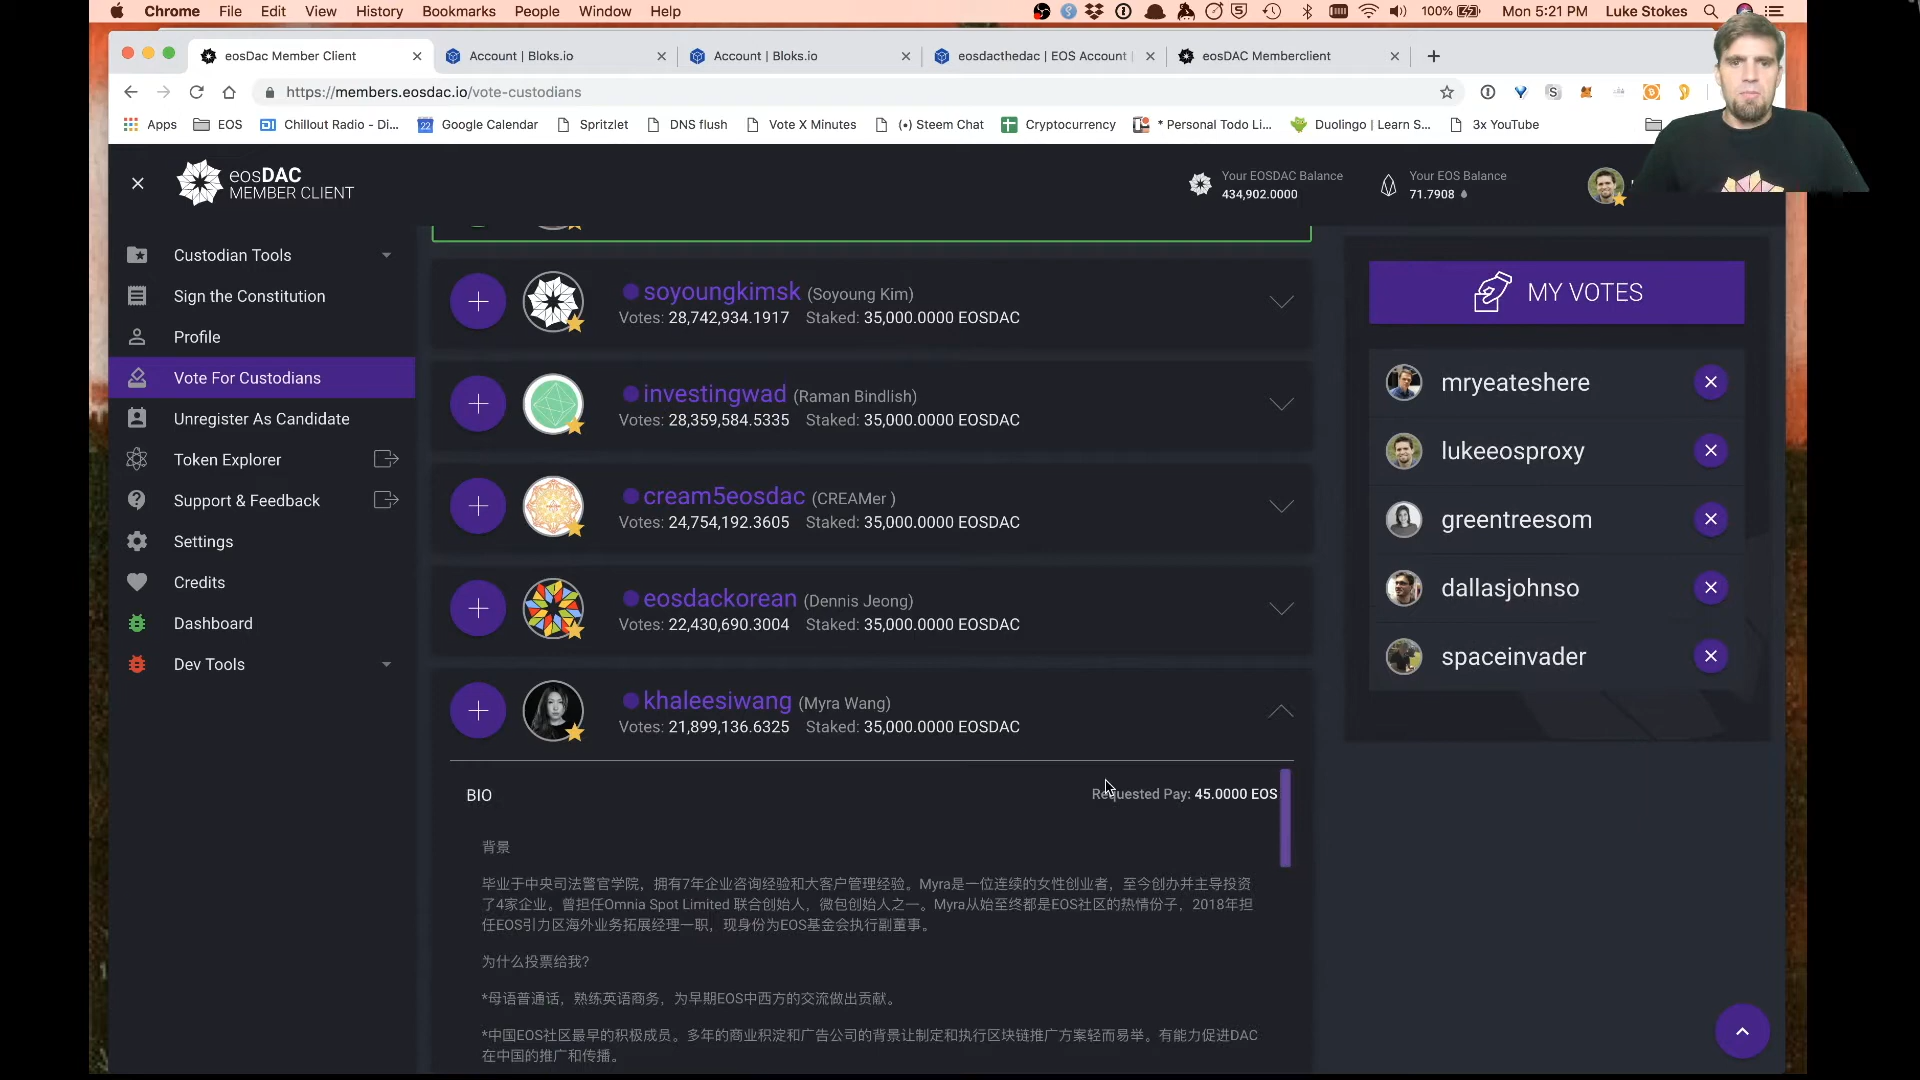 Chrome File Edit View History Bookmarks People Window Help 100% Mon 5:21 PM Luke Stokes
eosDac Member Client
Account | Bloks.io
Account | Bloks.io
eosdacthedac | EOS Account
eosDAC Memberclient
https://members.eosdac.io/vote-custodians
Apps EOS Chillout Radio - Di... Google Calendar Spritzlet DNS flush Vote X Minutes (•) Steem Chat Cryptocurrency * Personal Todo Li... Duolingo | Learn S... 3x YouTube
eosDAC
MEMBER CLIENT
Your EOSDAC Balance
434,902.0000
Your EOS Balance
71.7908
Custodian Tools
Sign the Constitution
Profile
Vote For Custodians
Unregister As Candidate
Token Explorer
Support & Feedback
Settings
Credits
Dashboard
Dev Tools
soyoungkimsk (Soyoung Kim)
Votes: 28,742,934.1917 Staked: 35,000.0000 EOSDAC
investingwad (Raman Bindlish)
Votes: 28,359,584.5335 Staked: 35,000.0000 EOSDAC
cream5eosdac (CREAMer )
Votes: 24,754,192.3605 Staked: 35,000.0000 EOSDAC
eosdackorean (Dennis Jeong)
Votes: 22,430,690.3004 Staked: 35,000.0000 EOSDAC
khaleesiwang (Myra Wang)
Votes: 21,899,136.6325 Staked: 35,000.0000 EOSDAC
BIO
Requested Pay: 45.0000 EOS
背景
毕业于中央司法警官学院，拥有7年企业咨询经验和大客户管理经验。Myra是一位连续的女性创业者，至今创办并主导投资
了4家企业。曾担任Omnia Spot Limited 联合创始人，微包创始人之一。Myra从始至终都是EOS社区的热情份子，2018年担
任EOS引力区海外业务拓展经理一职，现身份为EOS基金会执行副董事。
为什么投票给我?
*母语普通话，熟练英语商务，为早期EOS中西方的交流做出贡献。
*中国EOS社区最早的积极成员。多年的商业积淀和广告公司的背景让制定和执行区块链推广方案轻而易举。有能力促进DAC
在中国的推广和传播。
MY VOTES
mryeateshere
lukeeosproxy
greentreesom
dallasjohnso
spaceinvader